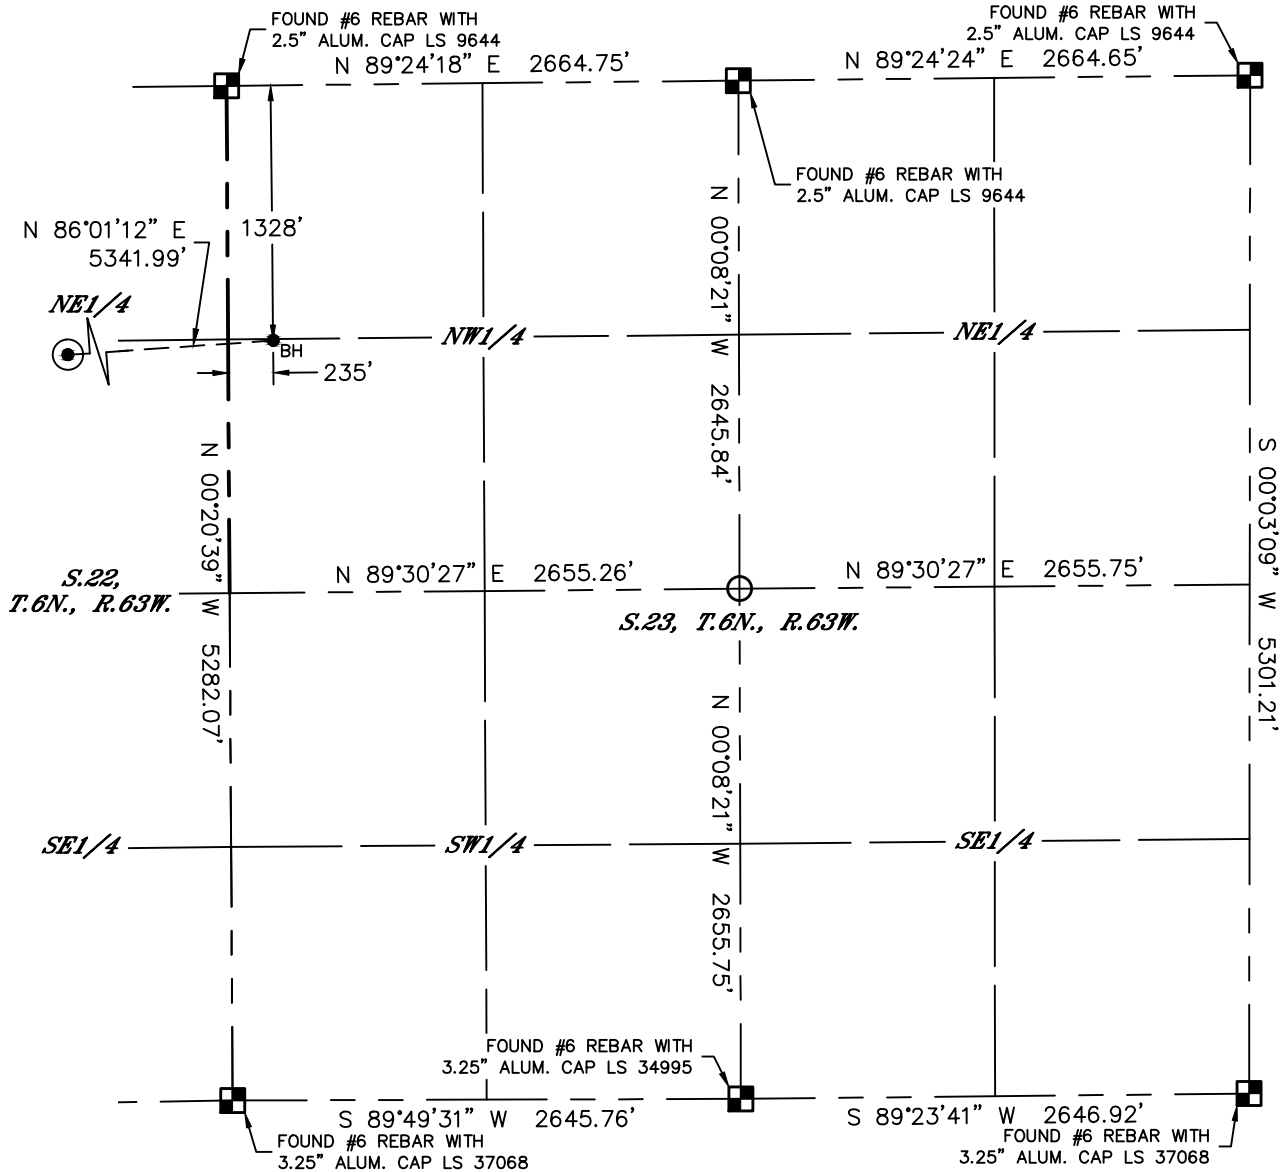 FOUND #6 REBAR WITH
2.5" ALUM. CAP LS 9644
FOUND #6 REBAR WITH
2.5" ALUM. CAP LS 9644
N 89°24'18" E 2664.75'
N 89°24'24" E 2664.65'
FOUND #6 REBAR WITH
2.5" ALUM. CAP LS 9644
N 86°01'12" E
5341.99'
1328'
N 00°08'21" W 2645.84'
NE1/4
NW1/4
NE1/4
BH
235'
N 00°20'39" W 5282.07'
S 00°03'09" W 5301.21'
S.22,
T.6N., R.63W.
N 89°30'27" E 2655.26'
N 89°30'27" E 2655.75'
S.23, T.6N., R.63W.
N 00°08'21" W 2655.75'
SE1/4
SW1/4
SE1/4
FOUND #6 REBAR WITH
3.25" ALUM. CAP LS 34995
S 89°49'31" W 2645.76'
S 89°23'41" W 2646.92'
FOUND #6 REBAR WITH
3.25" ALUM. CAP LS 37068
FOUND #6 REBAR WITH
3.25" ALUM. CAP LS 37068